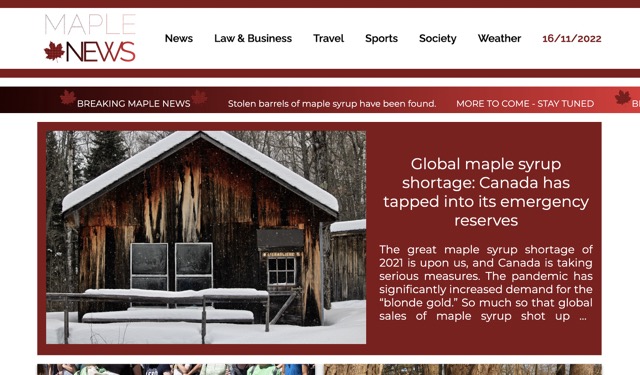 MAPLE
NEWS
News Law & Business Travel Sports Society Weather 16/11/2022
BREAKING MAPLE NEWS Stolen barrels of maple syrup have been found. MORE TO COME - STAY TUNED
Global maple syrup
shortage: Canada has
tapped into its emergency
reserves
The great maple syrup shortage of
2021 is upon us, and Canada is taking
serious measures. The pandemic has
significantly increased demand for the
“blonde gold.” So much so that global
sales of maple syrup shot up ...